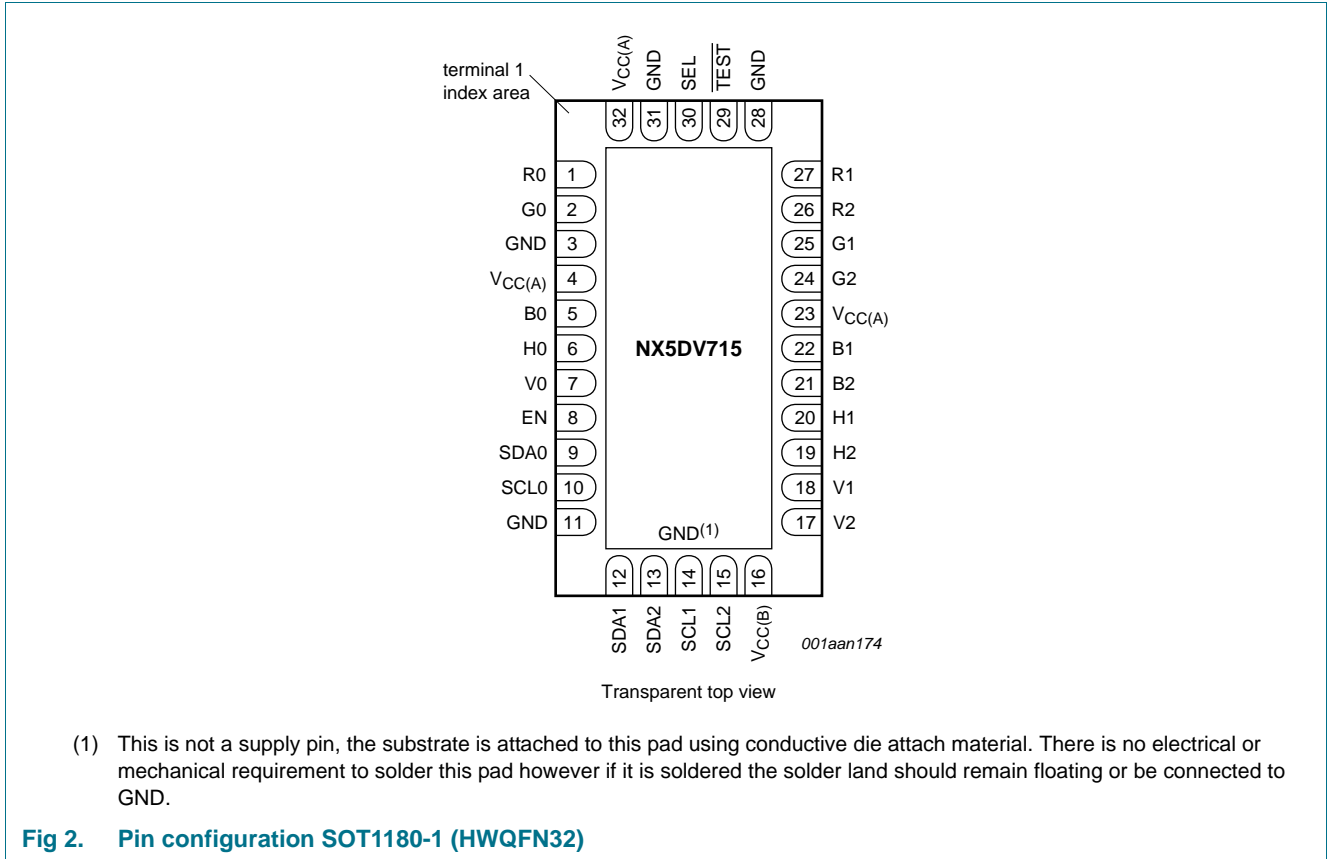 terminal 1
index area
VCC(A)
GND
SEL
TEST
GND
32
31
30
29
28
R0 1
27 R1
G0 2
26 R2
GND 3
25 G1
VCC(A) 4
24 G2
B0 5
23 VCC(A)
H0 6
NX5DV715
22 B1
V0 7
21 B2
EN 8
20 H1
SDA0 9
19 H2
SCL0 10
18 V1
GND 11
17 V2
GND(1)
12
13
14
15
16
SDA1
SDA2
SCL1
SCL2
VCC(B)
001aan174
Transparent top view
(1) This is not a supply pin, the substrate is attached to this pad using conductive die attach material. There is no electrical or
mechanical requirement to solder this pad however if it is soldered the solder land should remain floating or be connected to
GND.
Fig 2. Pin configuration SOT1180-1 (HWQFN32)